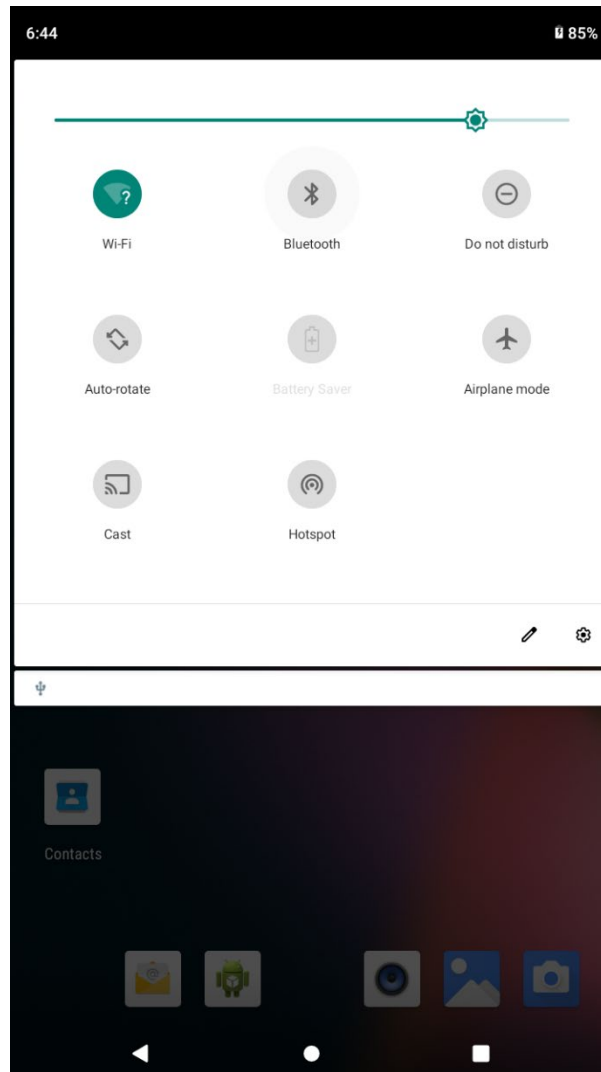 6:44 85%
Wi-Fi Bluetooth Do not disturb
Auto-rotate Battery Saver Airplane mode
Cast Hotspot
Contacts